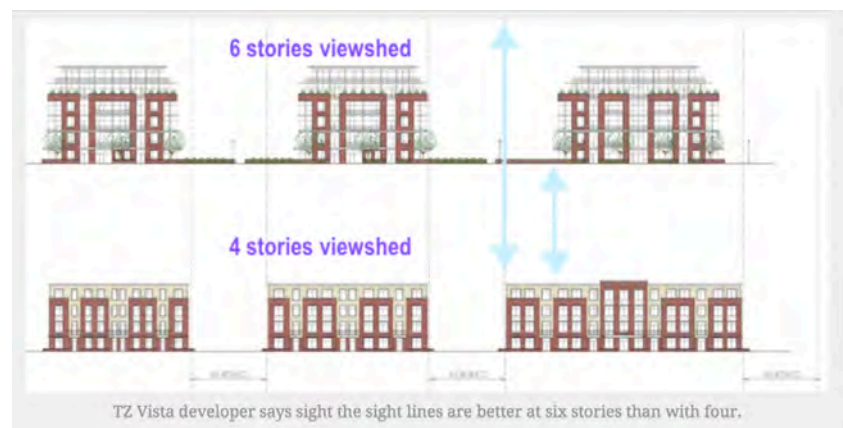 6 stories viewshed
4 stories viewshed
TZ Vista developer says sight the sight lines are better at six stories than with four.